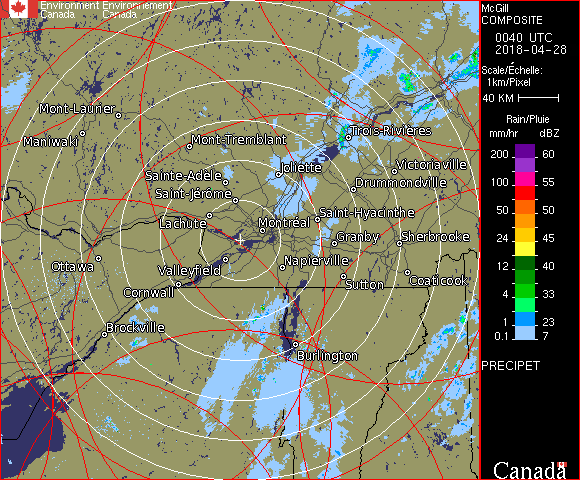 Environment Environnement
Canada Canada
McGill
COMPOSITE
0040 UTC
2018-04-28
Scale/Échelle:
1km/Pixel
40 KM
Rain/Pluie
mm/hr dBZ
200 60
100 55
50 50
24 45
12 40
4 33
1 23
0.1 7
PRECIPET
Mont-Laurier
Maniwaki
Mont-Tremblant
Trois-Rivières
Sainte-Adèle
Joliette
Victoriaville
Saint-Jérôme
Drummondville
Lachute
Montréal
Saint-Hyacinthe
Granby
Sherbrooke
Ottawa
Valleyfield
Napierville
Cornwall
Sutton
Coaticook
Brockville
Burlington
Canada